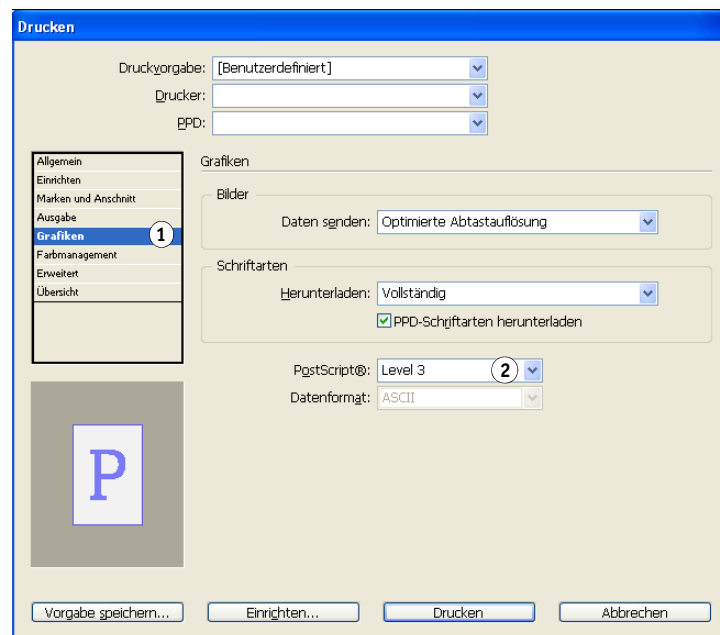 Drucken
Druckvorgabe: [Benutzerdefiniert]
Drucker:
PPD:
Allgemein
Einrichten
Marken und Anschnitt
Ausgabe
Grafiken 1
Farbmanagement
Erweitert
Übersicht
Grafiken
Bilder
Daten senden: Optimierte Abtastauflösung
Schriftarten
Herunterladen: Vollständig
PPD-Schriftarten herunterladen
PostScript®: Level 3 2
Datenformat: ASCII
P
Vorgabe speichern... Einrichten... Drucken Abbrechen